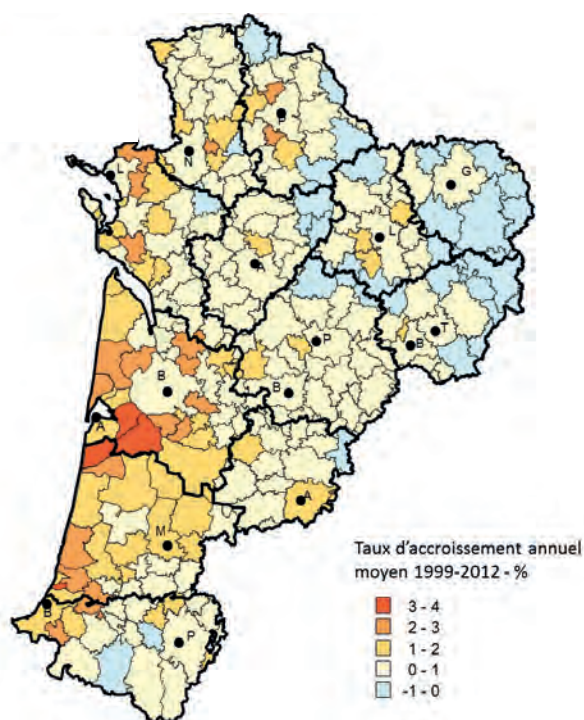 P
N
L
G
P
T
B
B
B
A
A
M
B
P
Taux d'accroissement annuel
moyen 1999-2012 - %
3 - 4
2 - 3
1 - 2
0 - 1
-1 - 0